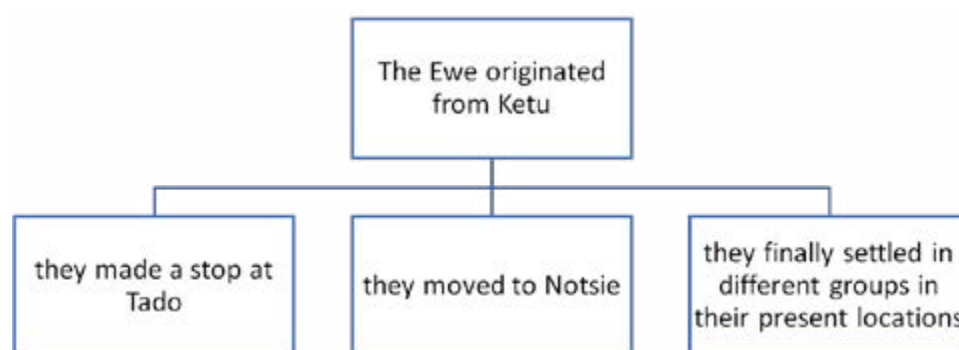 The Ewe originated
from Ketu
they made a stop at
Tado
they moved to Notsie
they finally settled in
different groups in
their present locations